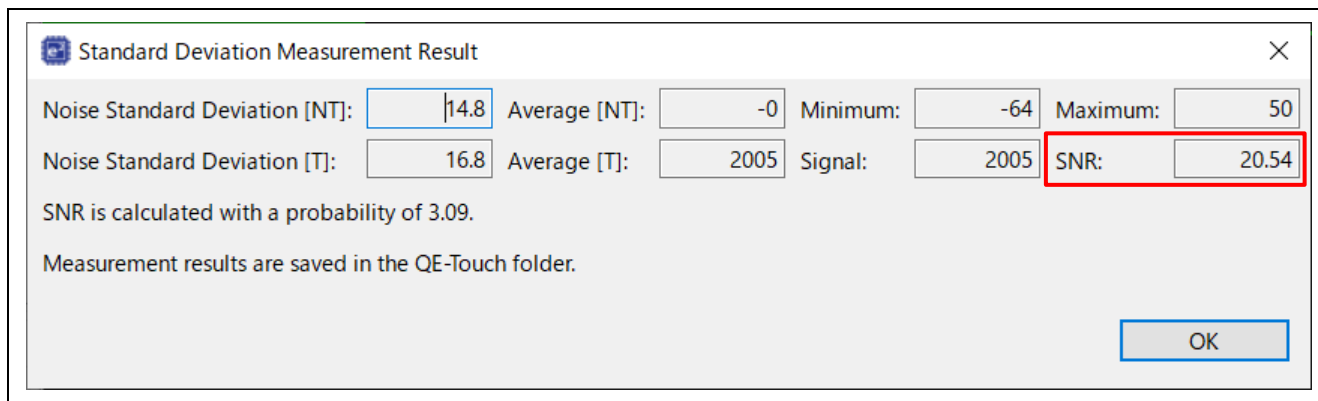 Standard Deviation Measurement Result
Noise Standard Deviation [NT]: 14.8 Average [NT]: -0 Minimum: -64 Maximum: 50
Noise Standard Deviation [T]: 16.8 Average [T]: 2005 Signal: 2005 SNR: 20.54
SNR is calculated with a probability of 3.09.
Measurement results are saved in the QE-Touch folder.
OK